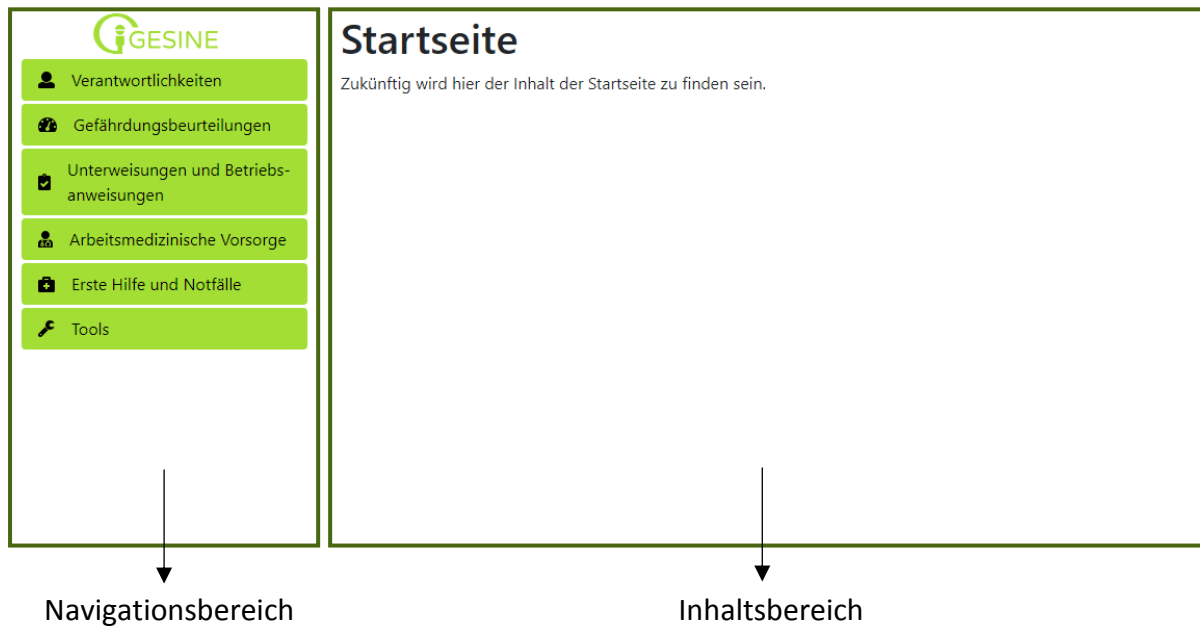 GESINE
Verantwortlichkeiten
Gefährdungsbeurteilungen
Unterweisungen und Betriebs-
anweisungen
Arbeitsmedizinische Vorsorge
Erste Hilfe und Notfälle
Tools
Startseite
Zukünftig wird hier der Inhalt der Startseite zu finden sein.
Navigationsbereich
Inhaltsbereich